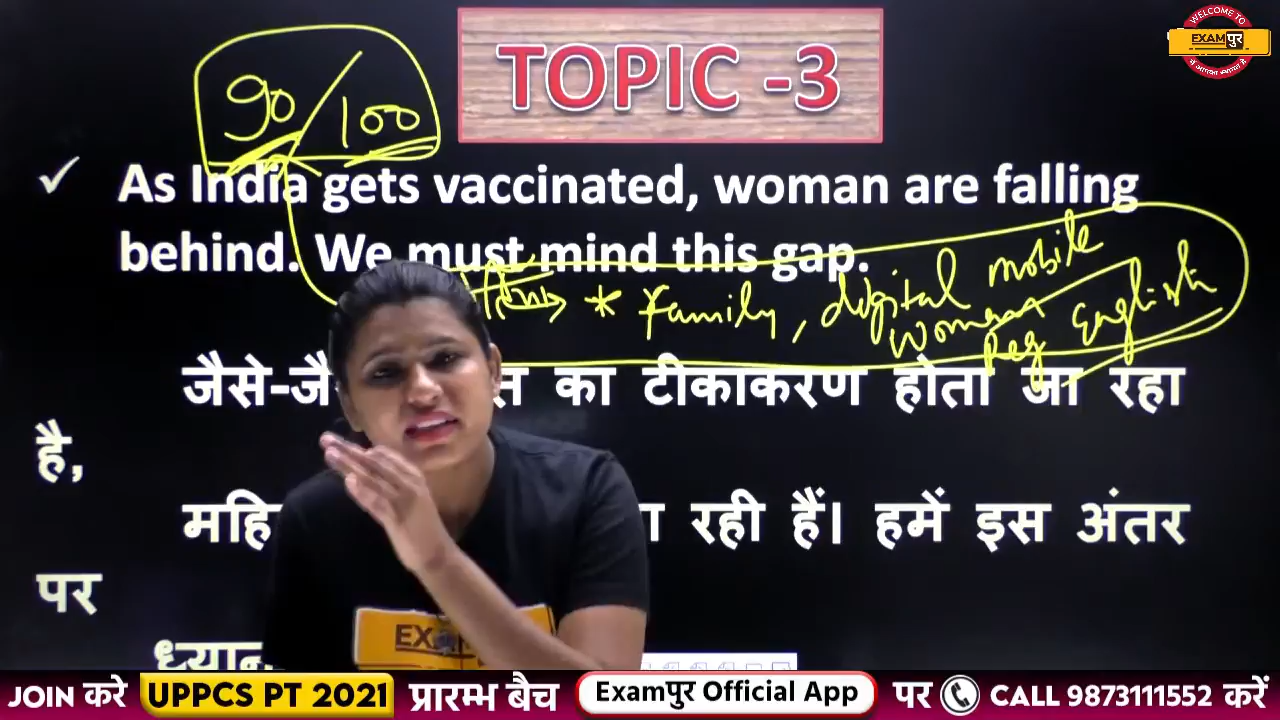 WELCOME TO
EXAMपुर
TOPIC -3
90/100
✓ As India gets vaccinated, woman are falling
behind. We must mind this gap.
* Family, digital mobile
Women Reg English
का टीकाकरण होता आ रहा
है,
रही हैं। हमें इस अंतर
पर
JOIN करे UPPCS PT 2021 प्रारम्भ बैच Examपुर Official App पर CALL 9873111552 करें